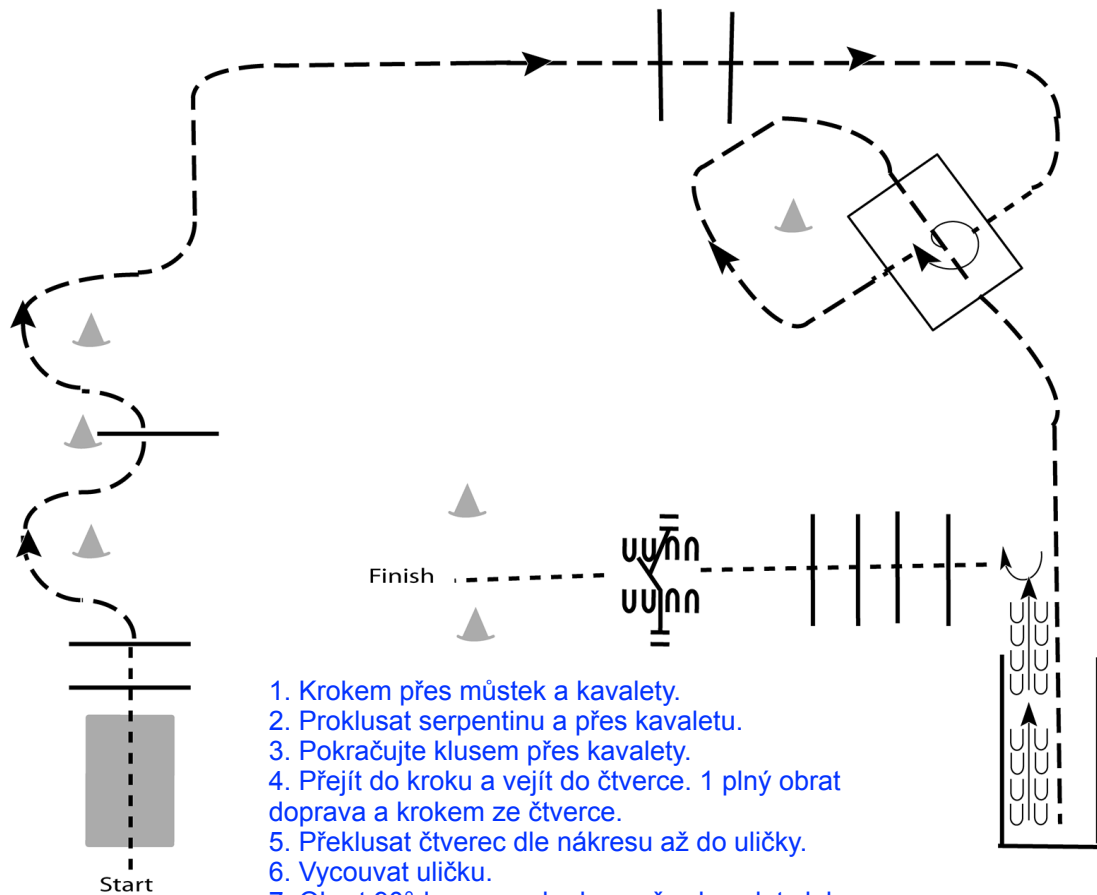 Finish
1. Krokem přes můstek a kavalety.
2. Proklusat serpentinu a přes kavaletu.
3. Pokračujte klusem přes kavalety.
4. Přejít do kroku a vejít do čtverce. 1 plný obrat
doprava a krokem ze čtverce.
5. Překlusat čtverec dle nákresu až do uličky.
6. Vycouvat uličku.
Start